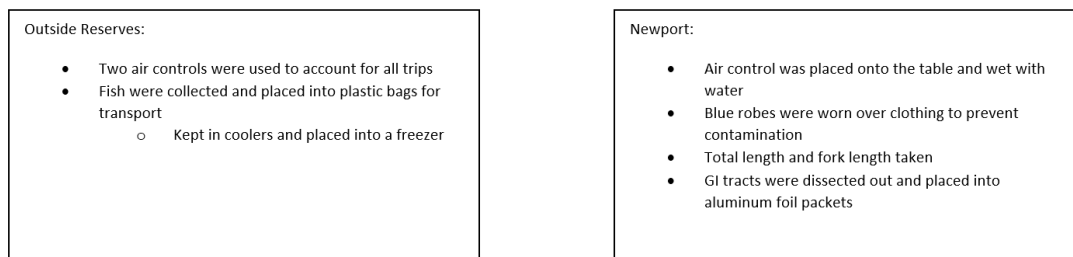 Outside Reserves:
• Two air controls were used to account for all trips
• Fish were collected and placed into plastic bags for
transport
o Kept in coolers and placed into a freezer
Newport:
• Air control was placed onto the table and wet with
water
• Blue robes were worn over clothing to prevent
contamination
• Total length and fork length taken
• GI tracts were dissected out and placed into
aluminum foil packets